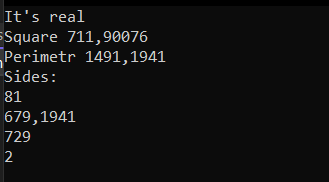 It's real
Square 711,90076
Perimetr 1491,1941
Sides:
81
679,1941
729
2